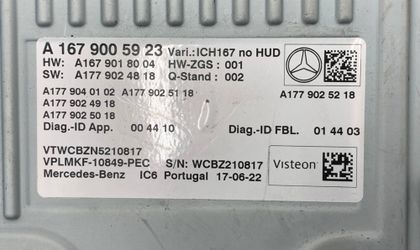 A 167 900 59 23 Vari.:ICH167 no HUD
HW: A167 901 80 04 HW-ZGS : 001
SW: A177 902 48 18 Q-Stand : 002
A177 904 01 02 A177 902 51 18 A177 902 52 18
A177 902 49 18
A177 902 50 18
Diag.-ID App. 00 44 10 Diag.-ID FBL. 01 44 03
VTWCBZN5210817
VPLMKF-10849-PEC S/N: WCBZ210817 Visteon
Mercedes-Benz IC6 Portugal 17-06-22